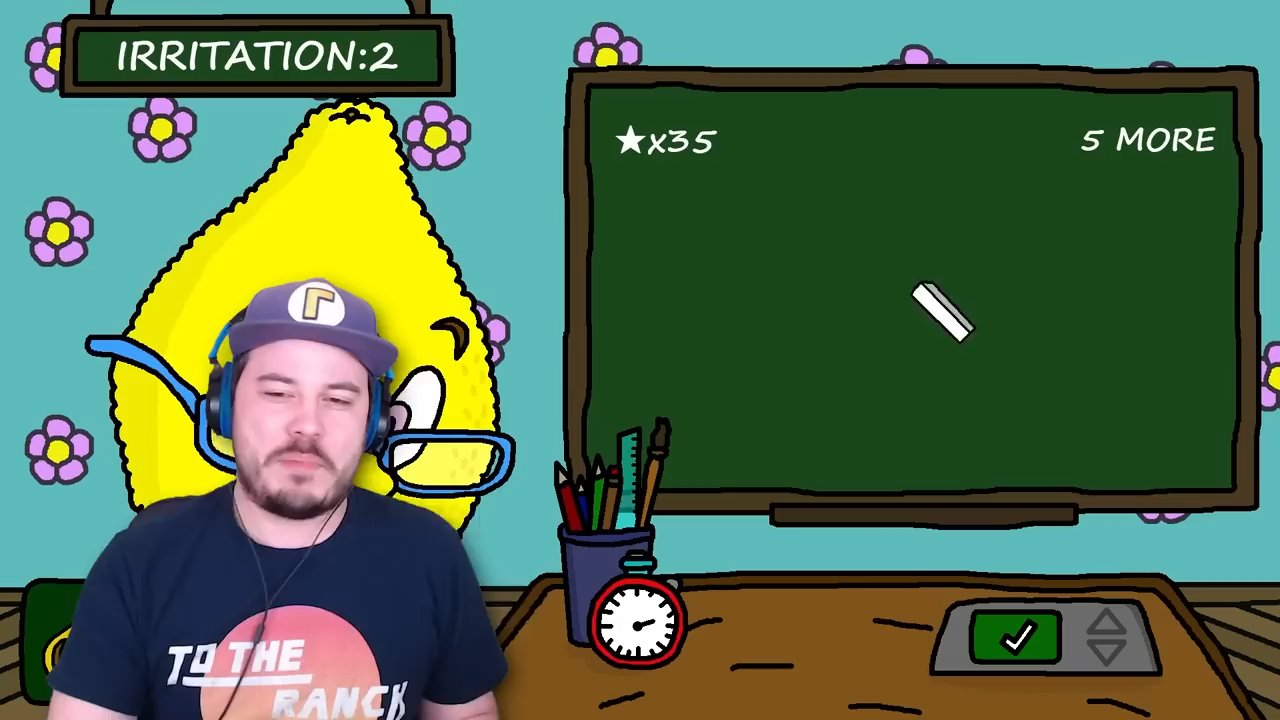 IRRITATION:2
★x35
5 MORE
TO THE
RANCH